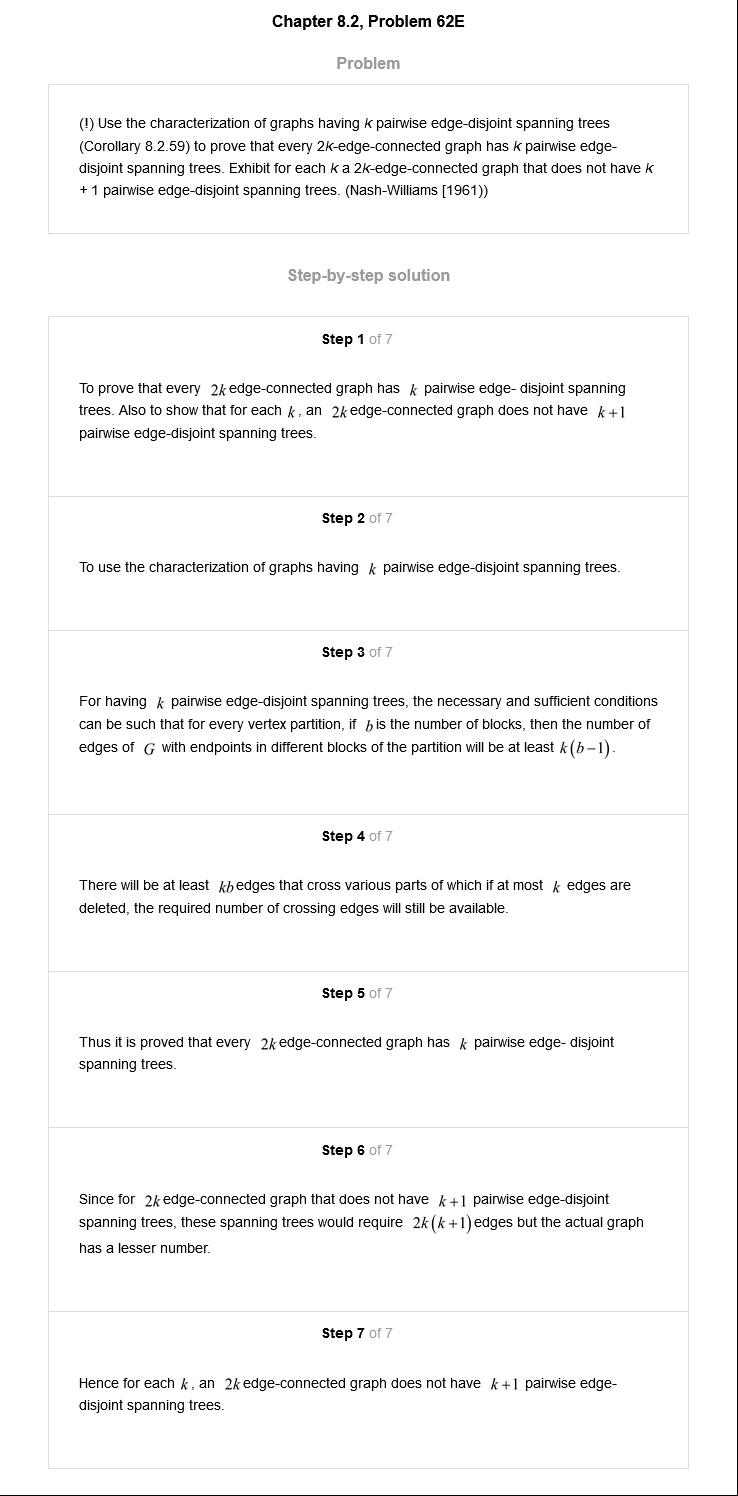 Chapter 8.2, Problem 62E
Problem
(!) Use the characterization of graphs having k pairwise edge-disjoint spanning trees
(Corollary 8.2.59) to prove that every 2k-edge-connected graph has k pairwise edge-
disjoint spanning trees. Exhibit for each k a 2k-edge-connected graph that does not have k
+ 1 pairwise edge-disjoint spanning trees. (Nash-Williams [1961))
Step-by-step solution
Step 1 of 7
To prove that every 2k edge-connected graph has k pairwise edge- disjoint spanning
trees. Also to show that for each k, an 2k edge-connected graph does not have k+1
pairwise edge-disjoint spanning trees.
Step 2 of 7
To use the characterization of graphs having k pairwise edge-disjoint spanning trees.
Step 3 of 7
For having k pairwise edge-disjoint spanning trees, the necessary and sufficient conditions
can be such that for every vertex partition, if b is the number of blocks, then the number of
edges of G with endpoints in different blocks of the partition will be at least k(b−1).
Step 4 of 7
There will be at least kb edges that cross various parts of which if at most k edges are
deleted, the required number of crossing edges will still be available.
Step 5 of 7
Thus it is proved that every 2k edge-connected graph has k pairwise edge- disjoint
spanning trees.
Step 6 of 7
Since for 2k edge-connected graph that does not have k+1 pairwise edge-disjoint
spanning trees, these spanning trees would require 2k(k+1) edges but the actual graph
has a lesser number.
Step 7 of 7
Hence for each k, an 2k edge-connected graph does not have k+1 pairwise edge-
disjoint spanning trees.